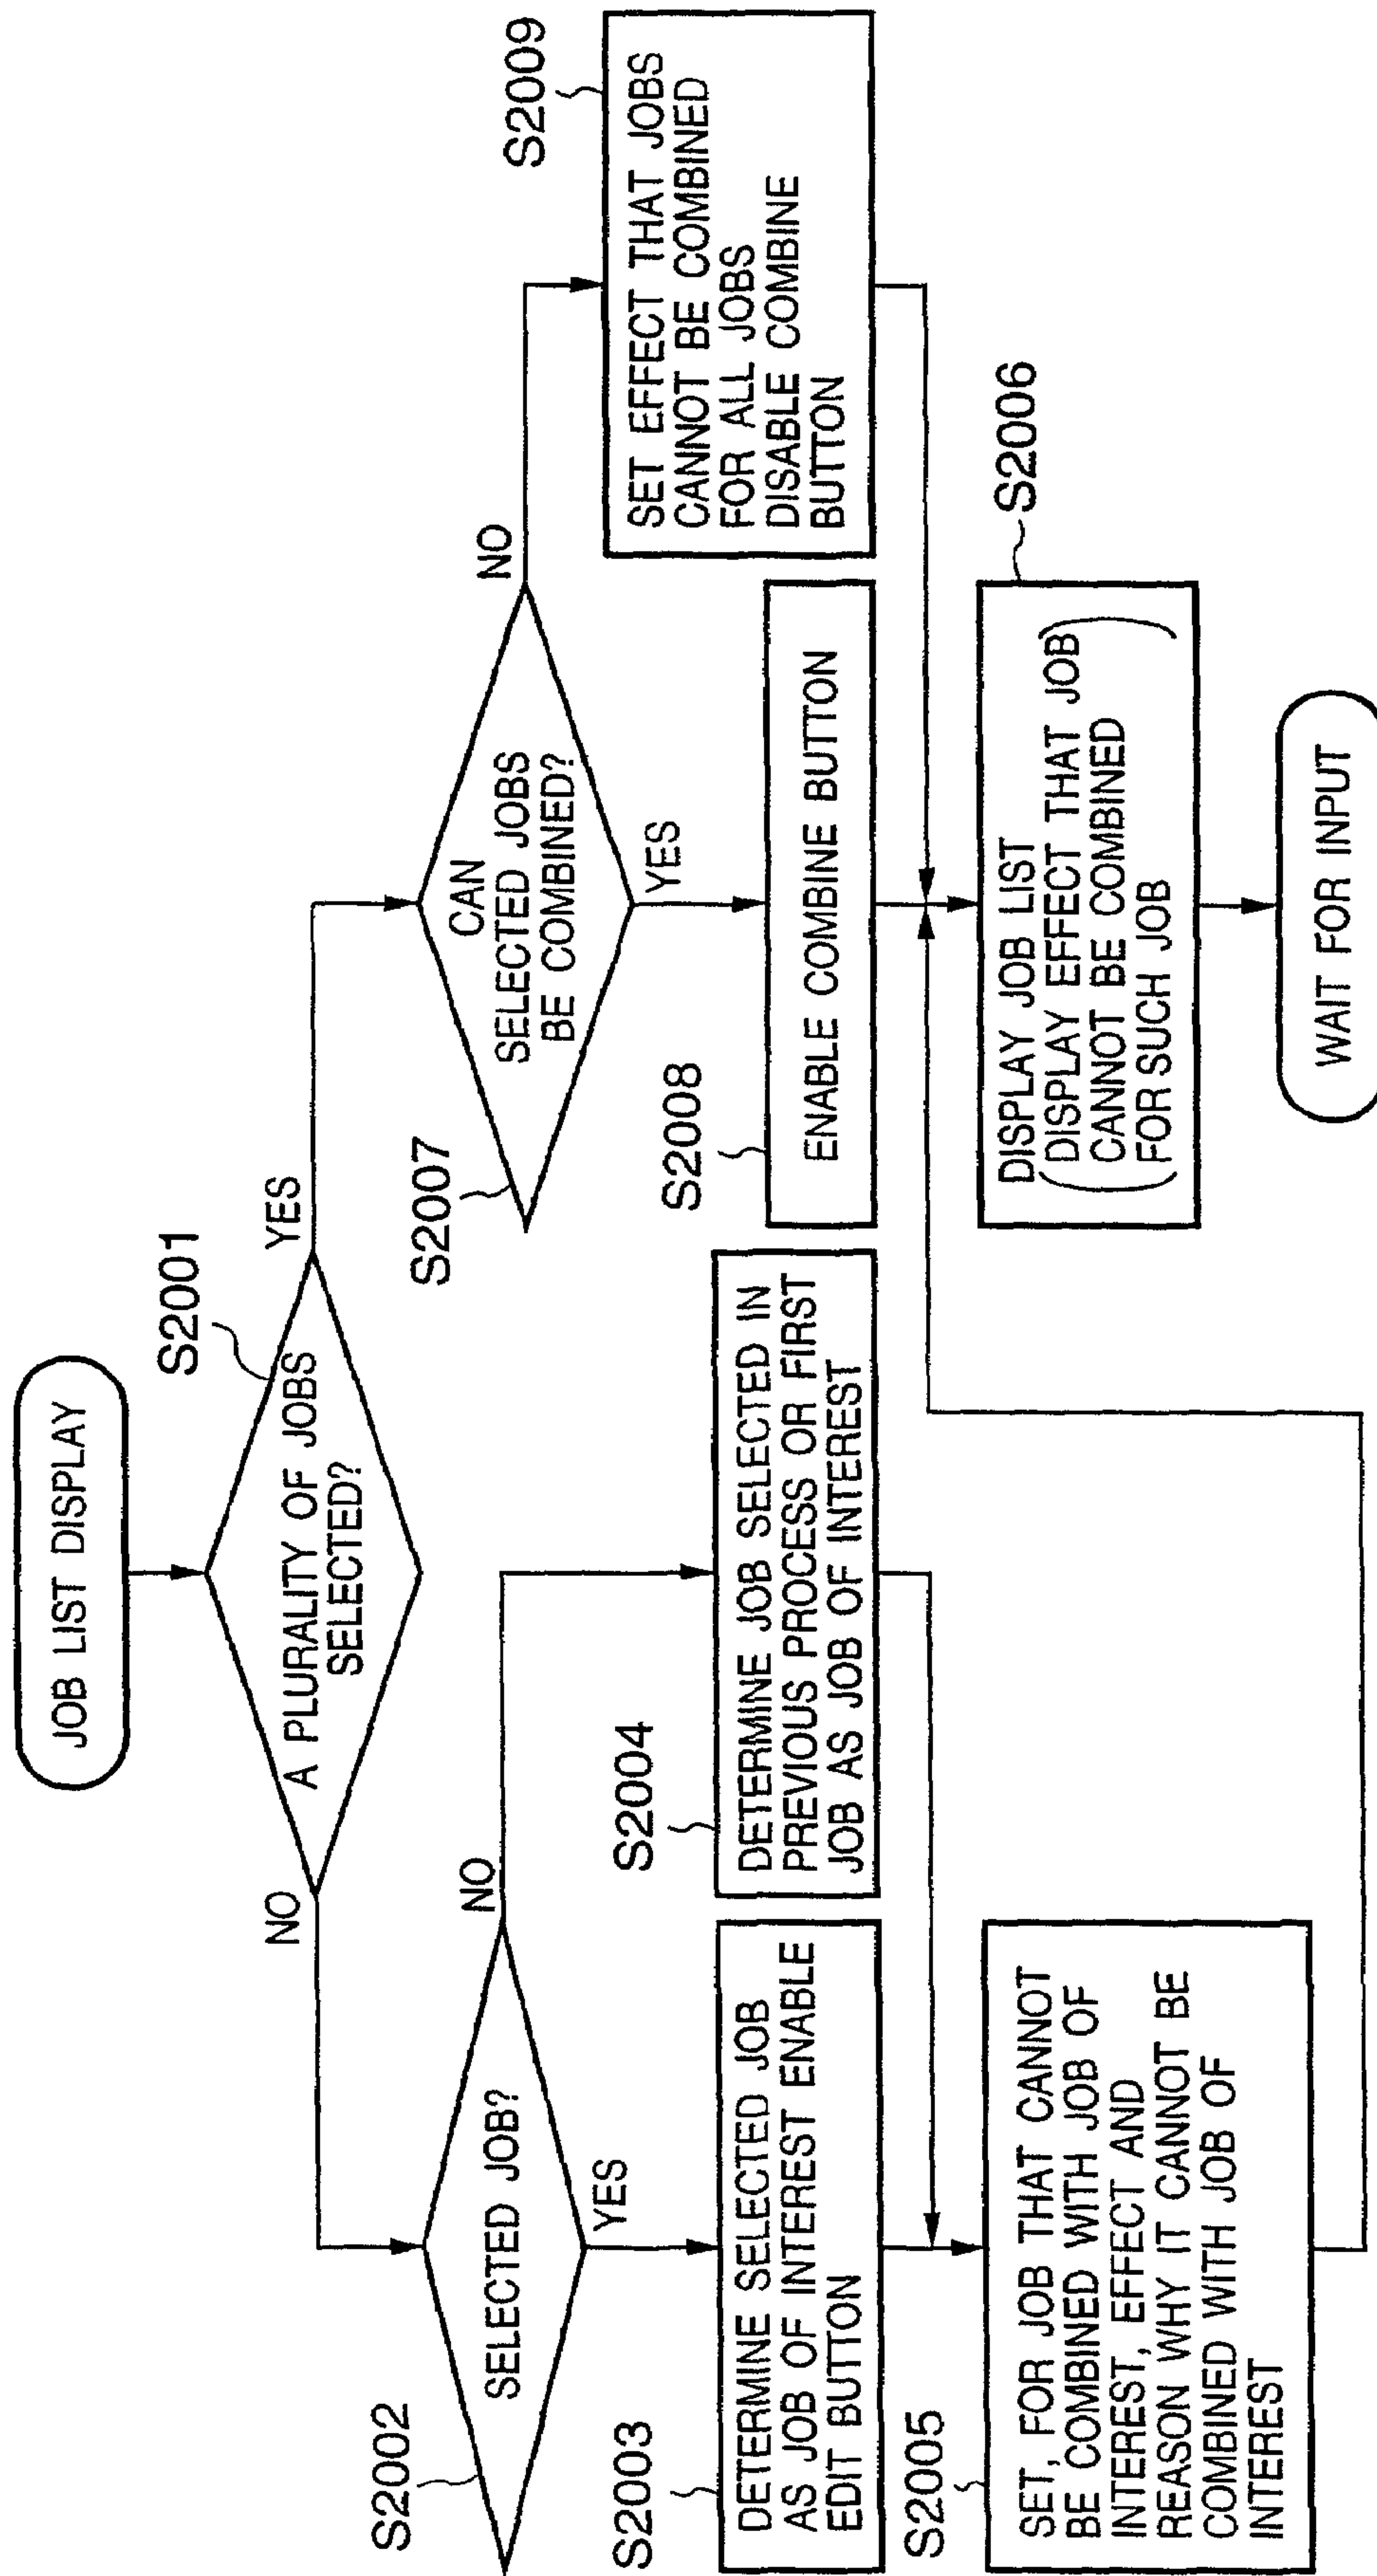 JOB LIST DISPLAY
S2001
A PLURALITY OF JOBS
SELECTED?
NO
YES
S2002
SELECTED JOB?
NO
YES
S2003
DETERMINE SELECTED JOB
AS JOB OF INTEREST ENABLE
EDIT BUTTON
S2004
DETERMINE JOB SELECTED IN
PREVIOUS PROCESS OR FIRST
JOB AS JOB OF INTEREST
S2005
SET, FOR JOB THAT CANNOT
BE COMBINED WITH JOB OF
INTEREST, EFFECT AND
REASON WHY IT CANNOT BE
COMBINED WITH JOB OF
INTEREST
S2007
CAN
SELECTED JOBS
BE COMBINED?
NO
YES
S2008
ENABLE COMBINE BUTTON
S2009
SET EFFECT THAT JOBS
CANNOT BE COMBINED
FOR ALL JOBS
DISABLE COMBINE
BUTTON
S2006
DISPLAY JOB LIST
(DISPLAY EFFECT THAT JOB
CANNOT BE COMBINED
FOR SUCH JOB)
WAIT FOR INPUT